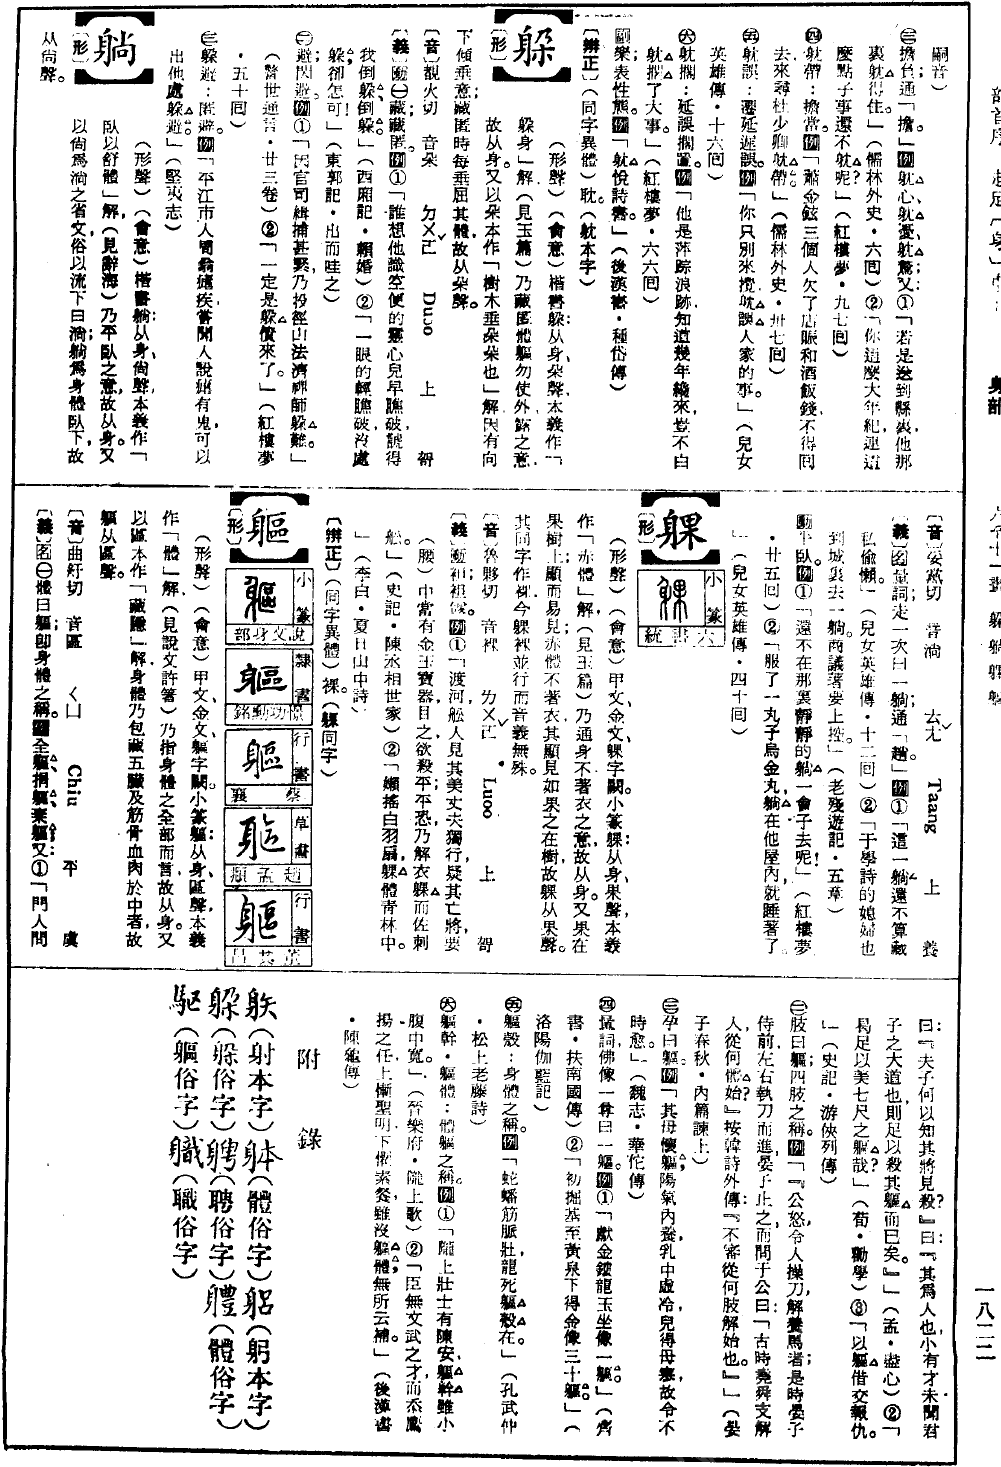 嗣音）
㊂擔台通「擔」例躭心躭憂躭驚又①「若是送到縣裏他那
裏躭得住。」（儒林外史・六回）②「你這麼大年紀連這
麼點子事還不躭呢？」（紅樓夢・九七回）
㊃躭帶：擔當。例「蕭金鉉三個人欠了店賬和酒飯錢不得回
去來尋杜少卿躭帶。」（儒林外史・卅七回）
㊄躭誤：遷延遲誤。例「你只別來攪躭誤人家的事。」（兒女
英雄傳・十六回）
㊅躭擱：延誤擱置例「他是萍踪浪跡知道幾年纔來豈不白
躭擱了大事。」（紅樓夢・六六回）
副樂表性態。例「躭悅詩書。」（後漢書・種岱傳）
〔辨正〕（同字異體）耽。（躭本字）
躲
〔形〕
（形聲）（會意）楷書躲：从身、朵聲、本義作「
躲身」解（見玉篇）乃藏匿體軀勿使外露之意
故从身。又以朵本作「樹木垂朵朵也」解因有向
下傾垂意藏匿時每垂屈其體故从朵聲。
〔音〕覩火切　音朵　ㄉㄨㄛˇ　Duo　上　哿
〔義〕動㊀藏藏匿。例①「誰想他識空便的靈心兒早瞧破諕得
我倒躲倒躲。」（西廂記・賴婚）②「一眼的輕瞧破沒處
躲卻怎可！」（東郭記・出而哇之）
㊁避因避。例①「因官司緝捕甚緊乃投徑山法濟禪師躲難。」
（警世通言・廿三卷）②「一定是躲債來了。」（紅樓夢
・五十回）
㊂躲避：匿避。例「平江市人周翁瘧疾嘗聞人說瘧有鬼可以
出他處躲避」（堅夷志）
躺
〔形〕
（形聲）（會意）楷書躺：从身、尙聲、本義作「
臥以舒體」解（見辭海）乃平臥之意故从身。又
以尙爲淌之省文俗以流下曰淌躺爲身體臥下故
从尙聲。
〔音〕妥黨切　音淌　ㄊㄤˇ　Taang　上　養
〔義〕名量詞走一次曰一躺通「趟。」例①「這一躺還不算裁
私偷懶。」（兒女英雄傳・十二回）②「于學詩的媳婦也
到城裏去一躺。商議著要上控。」（老殘遊記・五章）
動平臥。例①「還不在那裏靜靜的躺一會子去呢！」（紅樓夢
・廿五回）②「服了一丸子烏金丸躺在他屋內就睡著了。
」（兒女英雄傳・四十回）
躶
〔形〕
小篆
六書統
（形聲）（會意）甲文、金文躶字闕。小篆躶：从身、果聲、本義
作「赤體」解（見玉篇）乃通身不著衣之意故从身。又果在
果樹上顯而易見赤體不著衣其顯見如果之在樹故躶从果聲。
其同字作裸今躶裸並行而音義無殊。
〔音〕魯夥切　音裸　ㄌㄨㄛˇ　Luoo　上　哿
〔義〕動袒裎。例①「渡河船人見其美丈夫獨行疑其亡將要
（腰）中當有金玉寶器目之欲殺平平恐乃解衣躶而佐刺
船」（史記・陳丞相世家）②「嬾搖白羽扇躶體青林中。
」（李白・夏日山中詩）
〔辨正〕（同字異體）裸。（躶同字）
軀
〔形〕
小篆
說文身部
隸書
行書
蔡襄
草書
趙孟頫
行書
董其昌
（形聲）（會意）甲文、金文軀字闕。小篆軀：从身、區聲、本義
作「體」解（見說文許箸）乃指身體之全部而言故从身。又
以區本作「藏隱」解身體乃包藏五臟及筋骨血肉於中者故
軀从區聲。
〔音〕曲紆切　音區　ㄑㄩ　Chiu　平　虞
〔義〕名㊀體曰軀卽身體之稱。例全軀捐軀棄軀又①「門人問
曰：『夫子何以知其將見殺？』曰：『其爲人也小有才未聞君
子之大道也則足以殺其軀而已矣。』」（孟・盡心）②「
曷足以美七尺之軀哉」（荀・勸學）③「以軀借交報仇。
」（史記・游俠列傳）
㊁肢曰軀四肢之稱。例「『公怒令人操刀解養馬者；是時晏子
侍前左右執刀而進晏子止之而問于公曰：「古時堯舜支解
人從何軀始？』按韓詩外傳：『不審從何肢解始也。』」（晏
子春秋・內篇諫上）
㊂孕曰軀。例「其母懷軀陽氣內養乳中虛冷兒得母寒故令不
時愈」（魏志・華佗傳）
㊃量詞佛像一尊曰一軀。例①「獻金鏤龍玉坐像一軀。」（齊
書・扶南國傳）②「初掘基至黃泉下得金像三十軀。」（
洛陽伽藍記）
㊄軀殼：身體之稱。例「蛇蟠筋脈壯龍死軀殼在。」（孔武仲
・松上老藤詩）
㊅軀幹・軀體：體軀之稱。例①「隴上壯士有陳安軀幹雖小
腹中寬」（晉樂府・隴上歌）②「臣無文武之才而忝鷹
揚之任上慚聖明下懼素餐雖沒軀體無所云補。」（後漢書
・陳龜傳）
附錄
躲（射本字）躰（體俗字）躳（躬本字）
躱（躲俗字）聘（聘俗字）軆（體俗字）
躯（軀俗字）職（職俗字）
身部
一八二二